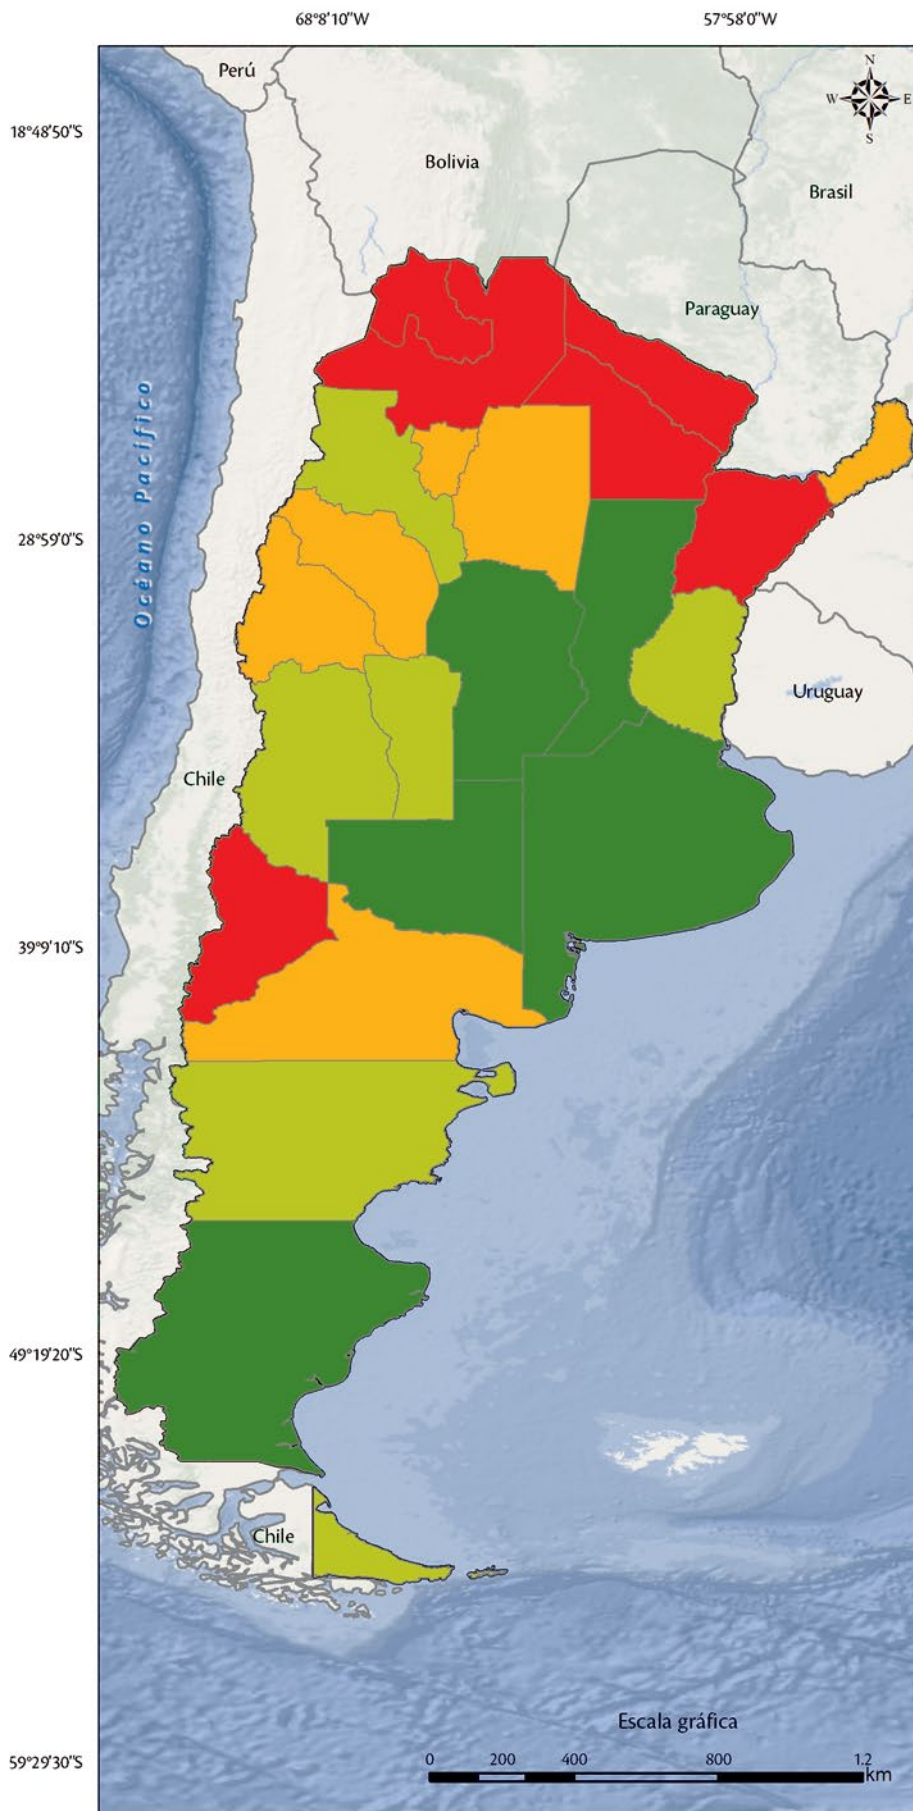 68°8'10"W
57°58'0"W
Perú
N
W
E
S
18°48'50"S
Bolivia
Brasil
Paraguay
Océano Pacífico
28°59'0"S
Uruguay
Chile
39°9'10"S
49°19'20"S
Chile
Escala gráfica
59°29'30"S
0 200 400 800 1.2
km